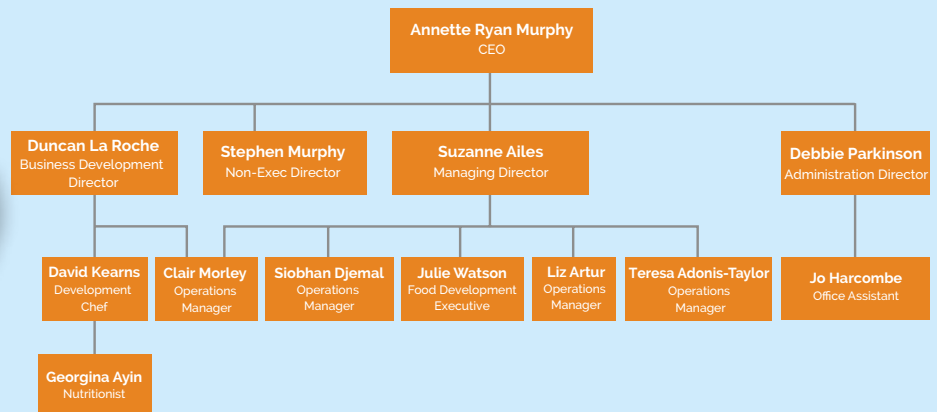 Annette Ryan Murphy
CEO
Duncan La Roche
Business Development
Director
Stephen Murphy
Non-Exec Director
Suzanne Ailes
Managing Director
Debbie Parkinson
Administration Director
David Kearns
Development
Chef
Clair Morley
Operations
Manager
Siobhan Djemal
Operations
Manager
Julie Watson
Food Development
Executive
Liz Artur
Operations
Manager
Teresa Adonis-Taylor
Operations
Manager
Jo Harcombe
Office Assistant
Georgina Ayin
Nutritionist